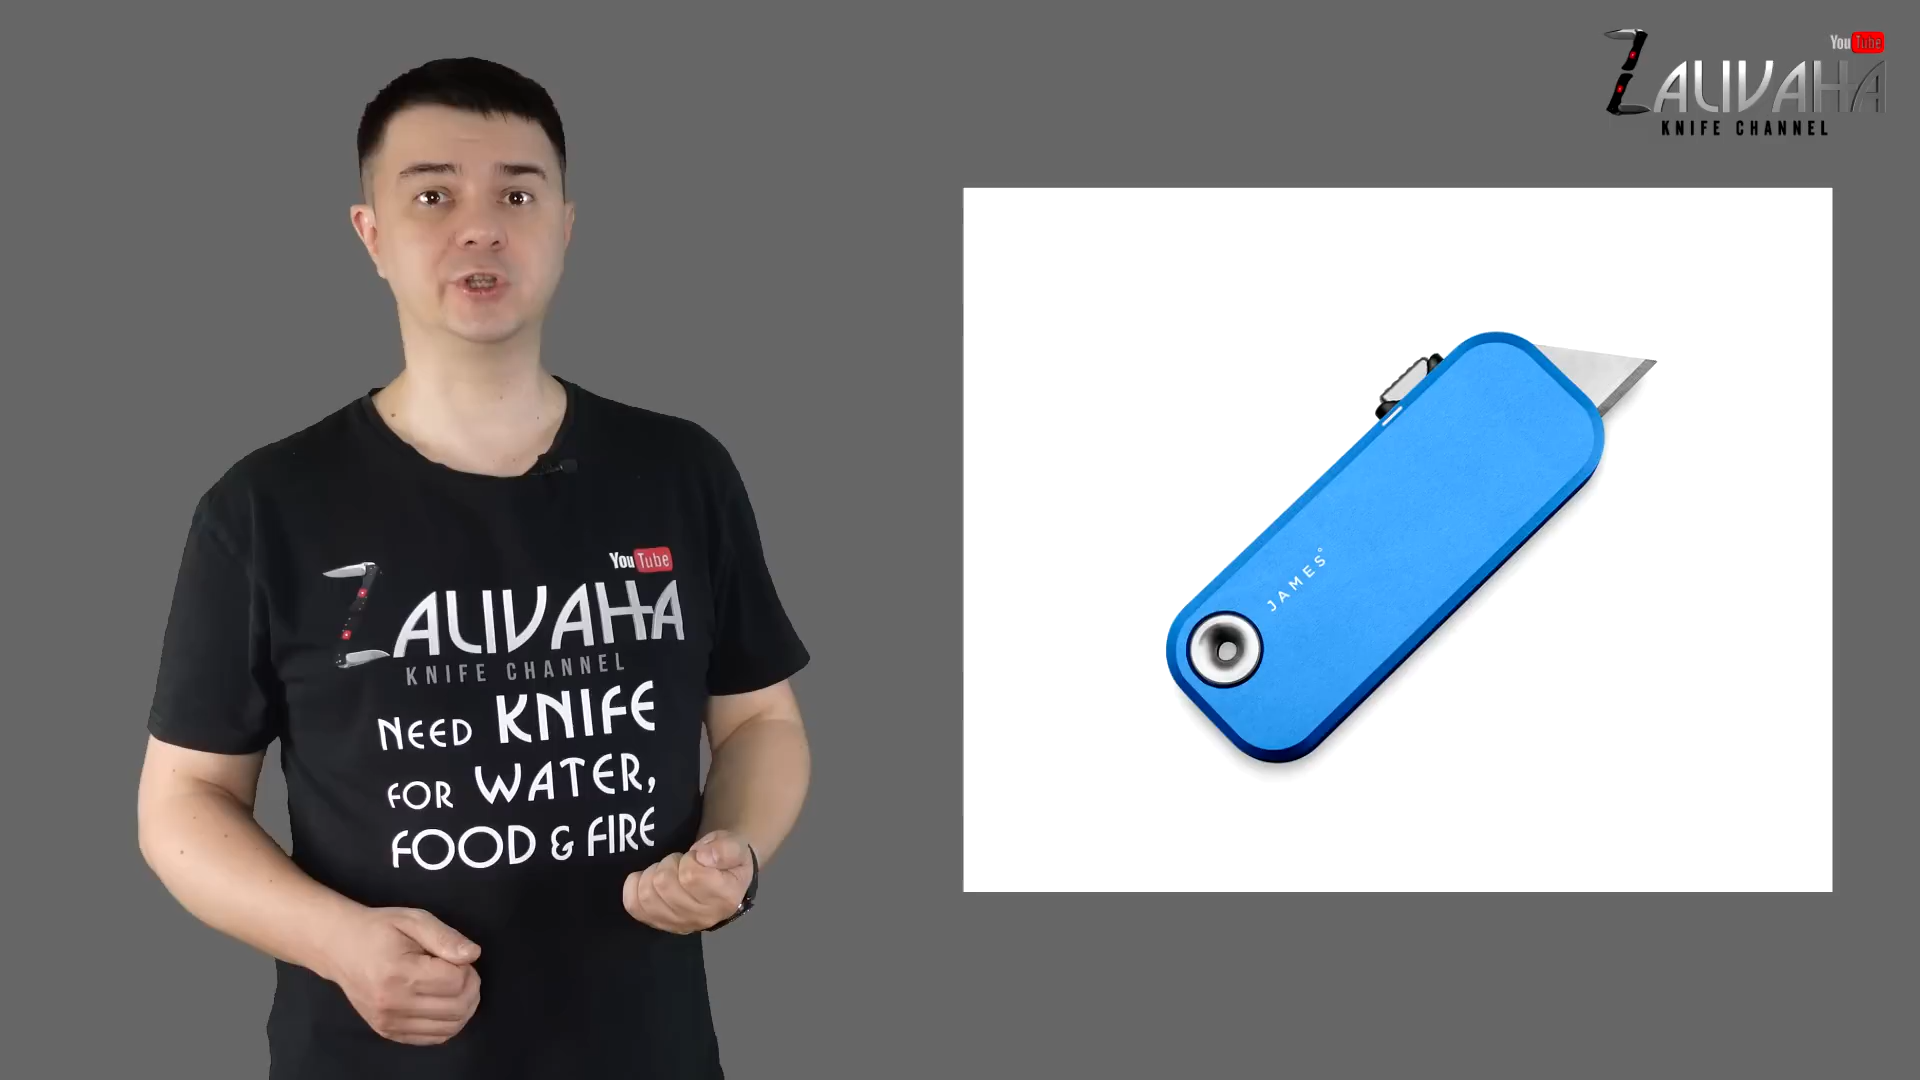 YouTube
ZALIVAHA
KNIFE CHANNEL
JAMES°
YouTube
ZALIVAHA
KNIFE CHANNEL
NEED KNIFE
FOR WATER,
FOOD & FIRE